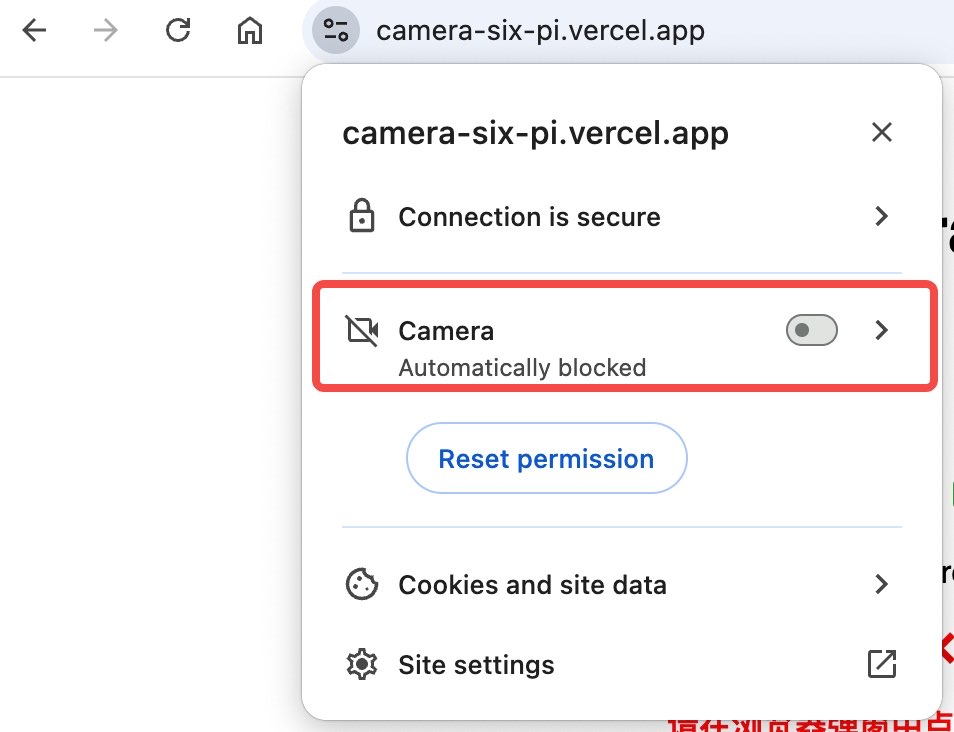 camera-six-pi.vercel.app
camera-six-pi.vercel.app
Connection is secure
Camera
Automatically blocked
Reset permission
Cookies and site data
Site settings